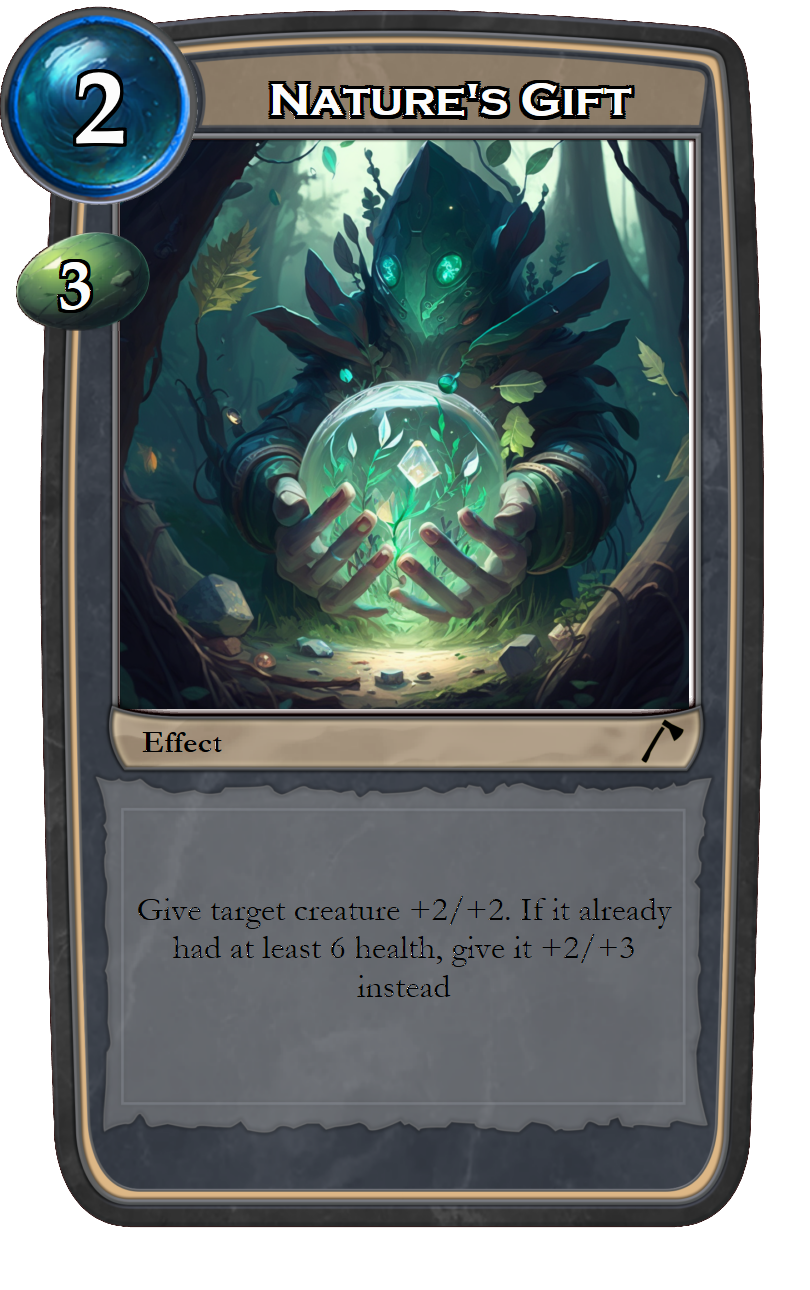 2
Nature's Gift
3
Effect
Give target creature +2/+2. If it already
had at least 6 health, give it +2/+3
instead